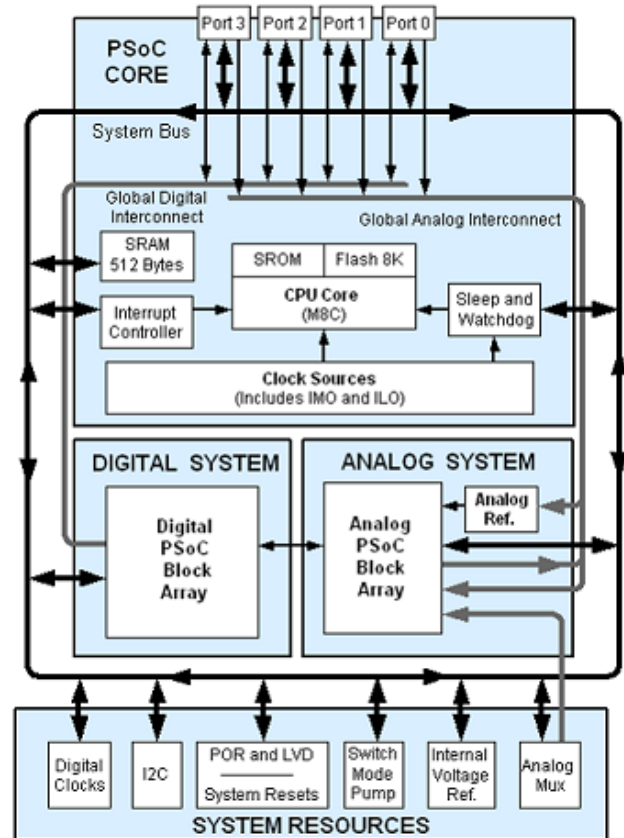 Port 3 Port 2 Port 1 Port 0
PSoC
CORE
System Bus
Global Digital
Interconnect
Global Analog Interconnect
SRAM
512 Bytes
SROM Flash 8K
CPU Core
(M8C)
Interrupt
Controller
Sleep and
Watchdog
Clock Sources
(Includes IMO and ILO)
DIGITAL SYSTEM
Digital
PSoC
Block
Array
ANALOG SYSTEM
Analog
PSoC
Block
Array
Analog
Ref.
Digital
Clocks
I2C
POR and LVD
System Resets
Switch
Mode
Pump
Internal
Voltage
Ref.
Analog
Mux
SYSTEM RESOURCES